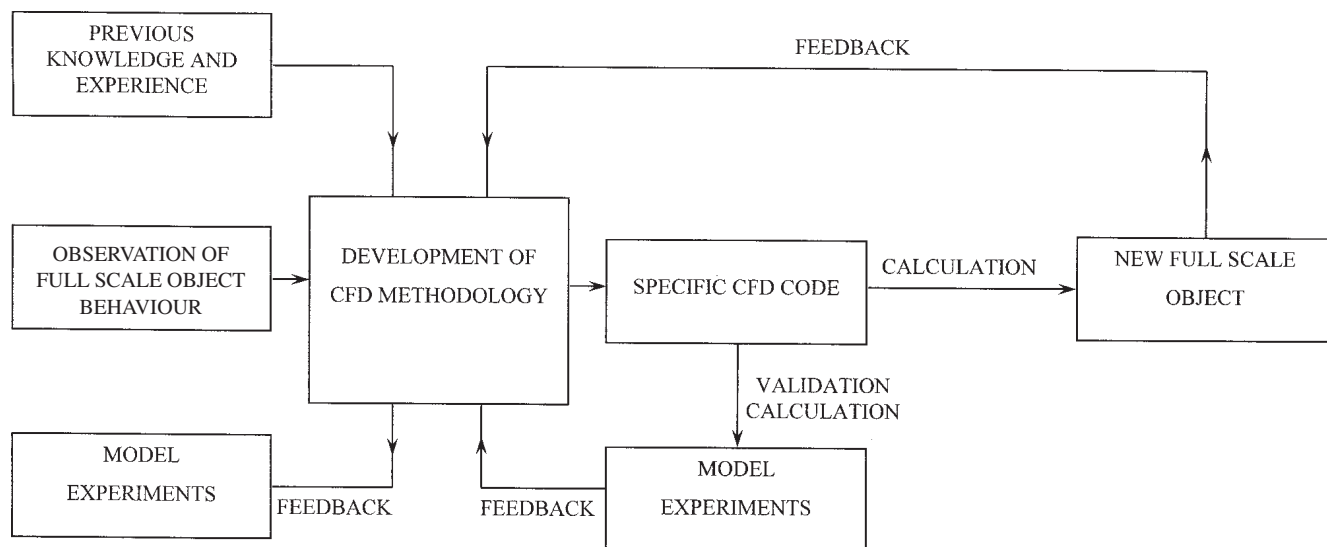 PREVIOUS
KNOWLEDGE AND
EXPERIENCE
FEEDBACK
OBSERVATION OF
FULL SCALE OBJECT
BEHAVIOUR
DEVELOPMENT OF
CFD METHODOLOGY
SPECIFIC CFD CODE
CALCULATION
NEW FULL SCALE
OBJECT
VALIDATION
CALCULATION
MODEL
EXPERIMENTS
FEEDBACK
FEEDBACK
MODEL
EXPERIMENTS